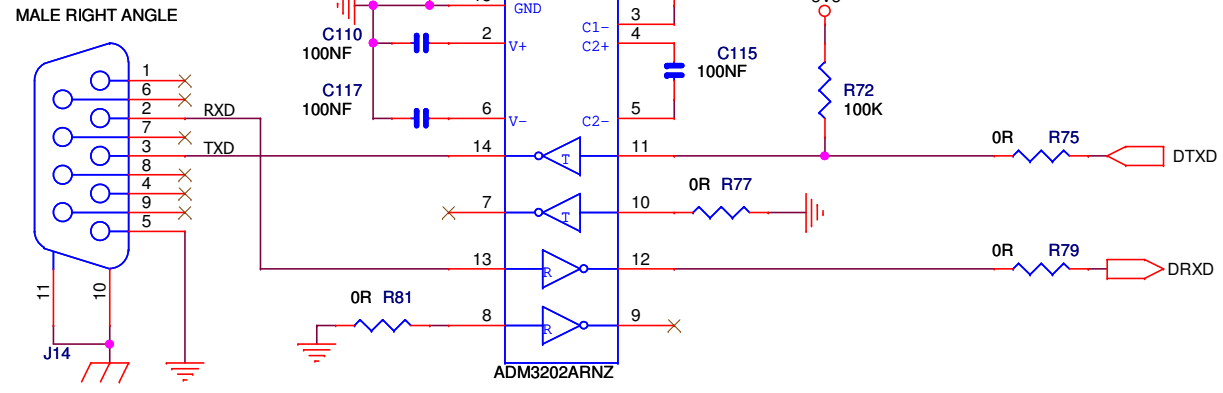 MALE RIGHT ANGLE
GND
C1-
3
C110
100NF
2
V+
C2+
4
C115
100NF
R72
100K
C117
100NF
6
V-
C2-
5
1
6
2
RXD
7
3
TXD
8
4
9
5
14
T
11
0R R75
DTXD
7
T
10
0R R77
13
R
12
0R R79
DRXD
0R R81
8
R
9
11
10
J14
ADM3202ARNZ